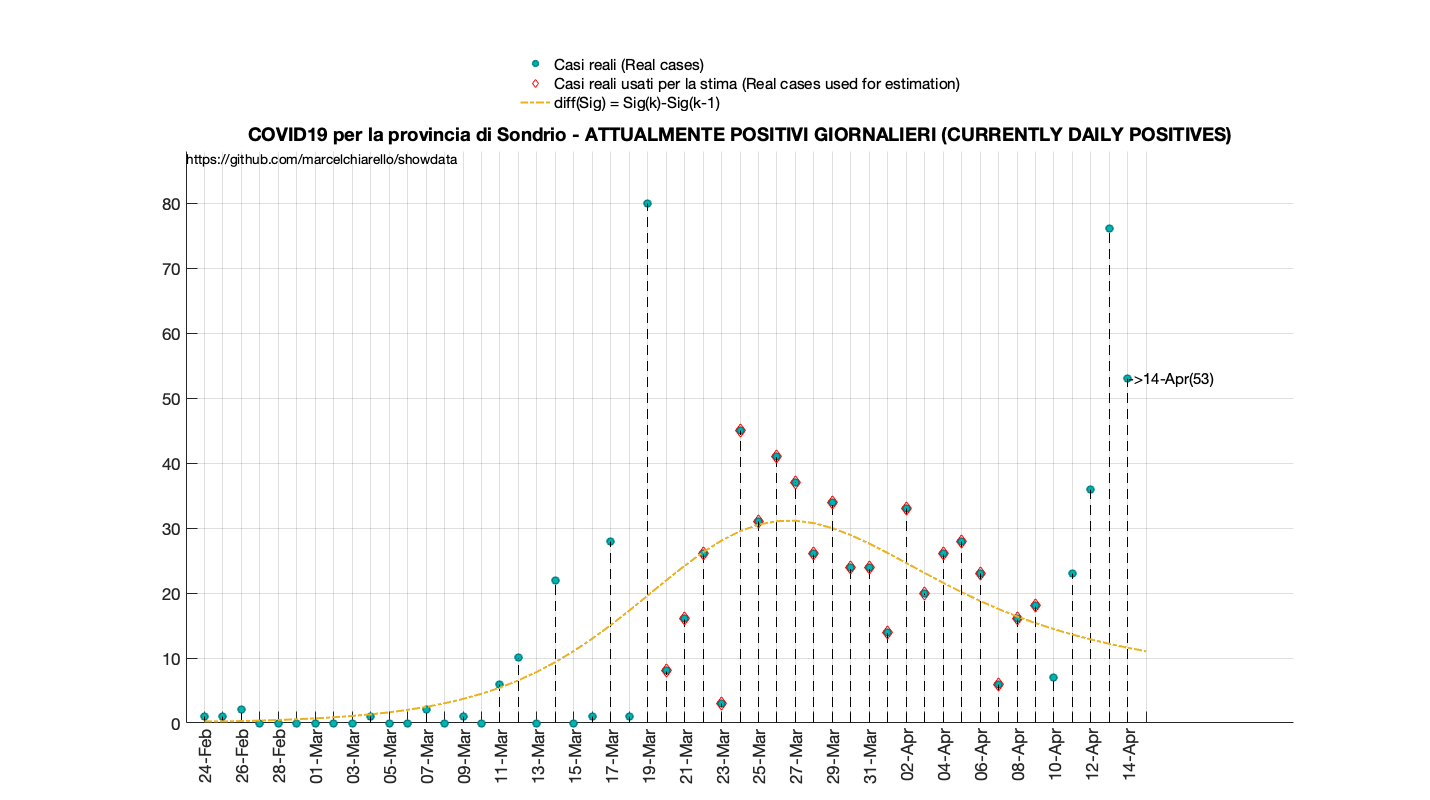 Casi reali (Real cases)
Casi reali usati per la stima (Real cases used for estimation)
diff(Sig) = Sig(k)-Sig(k-1)
COVID19 per la provincia di Sondrio - ATTUALMENTE POSITIVI GIORNALIERI (CURRENTLY DAILY POSITIVES)
https://github.com/marcelchiarello/showdata
80
70
60
50
40
30
20
10
0
>14-Apr(53)
24-Feb
26-Feb
28-Feb
01-Mar
03-Mar
05-Mar
07-Mar
09-Mar
11-Mar
13-Mar
15-Mar
17-Mar
19-Mar
21-Mar
23-Mar
25-Mar
27-Mar
29-Mar
31-Mar
02-Apr
04-Apr
06-Apr
08-Apr
10-Apr
12-Apr
14-Apr